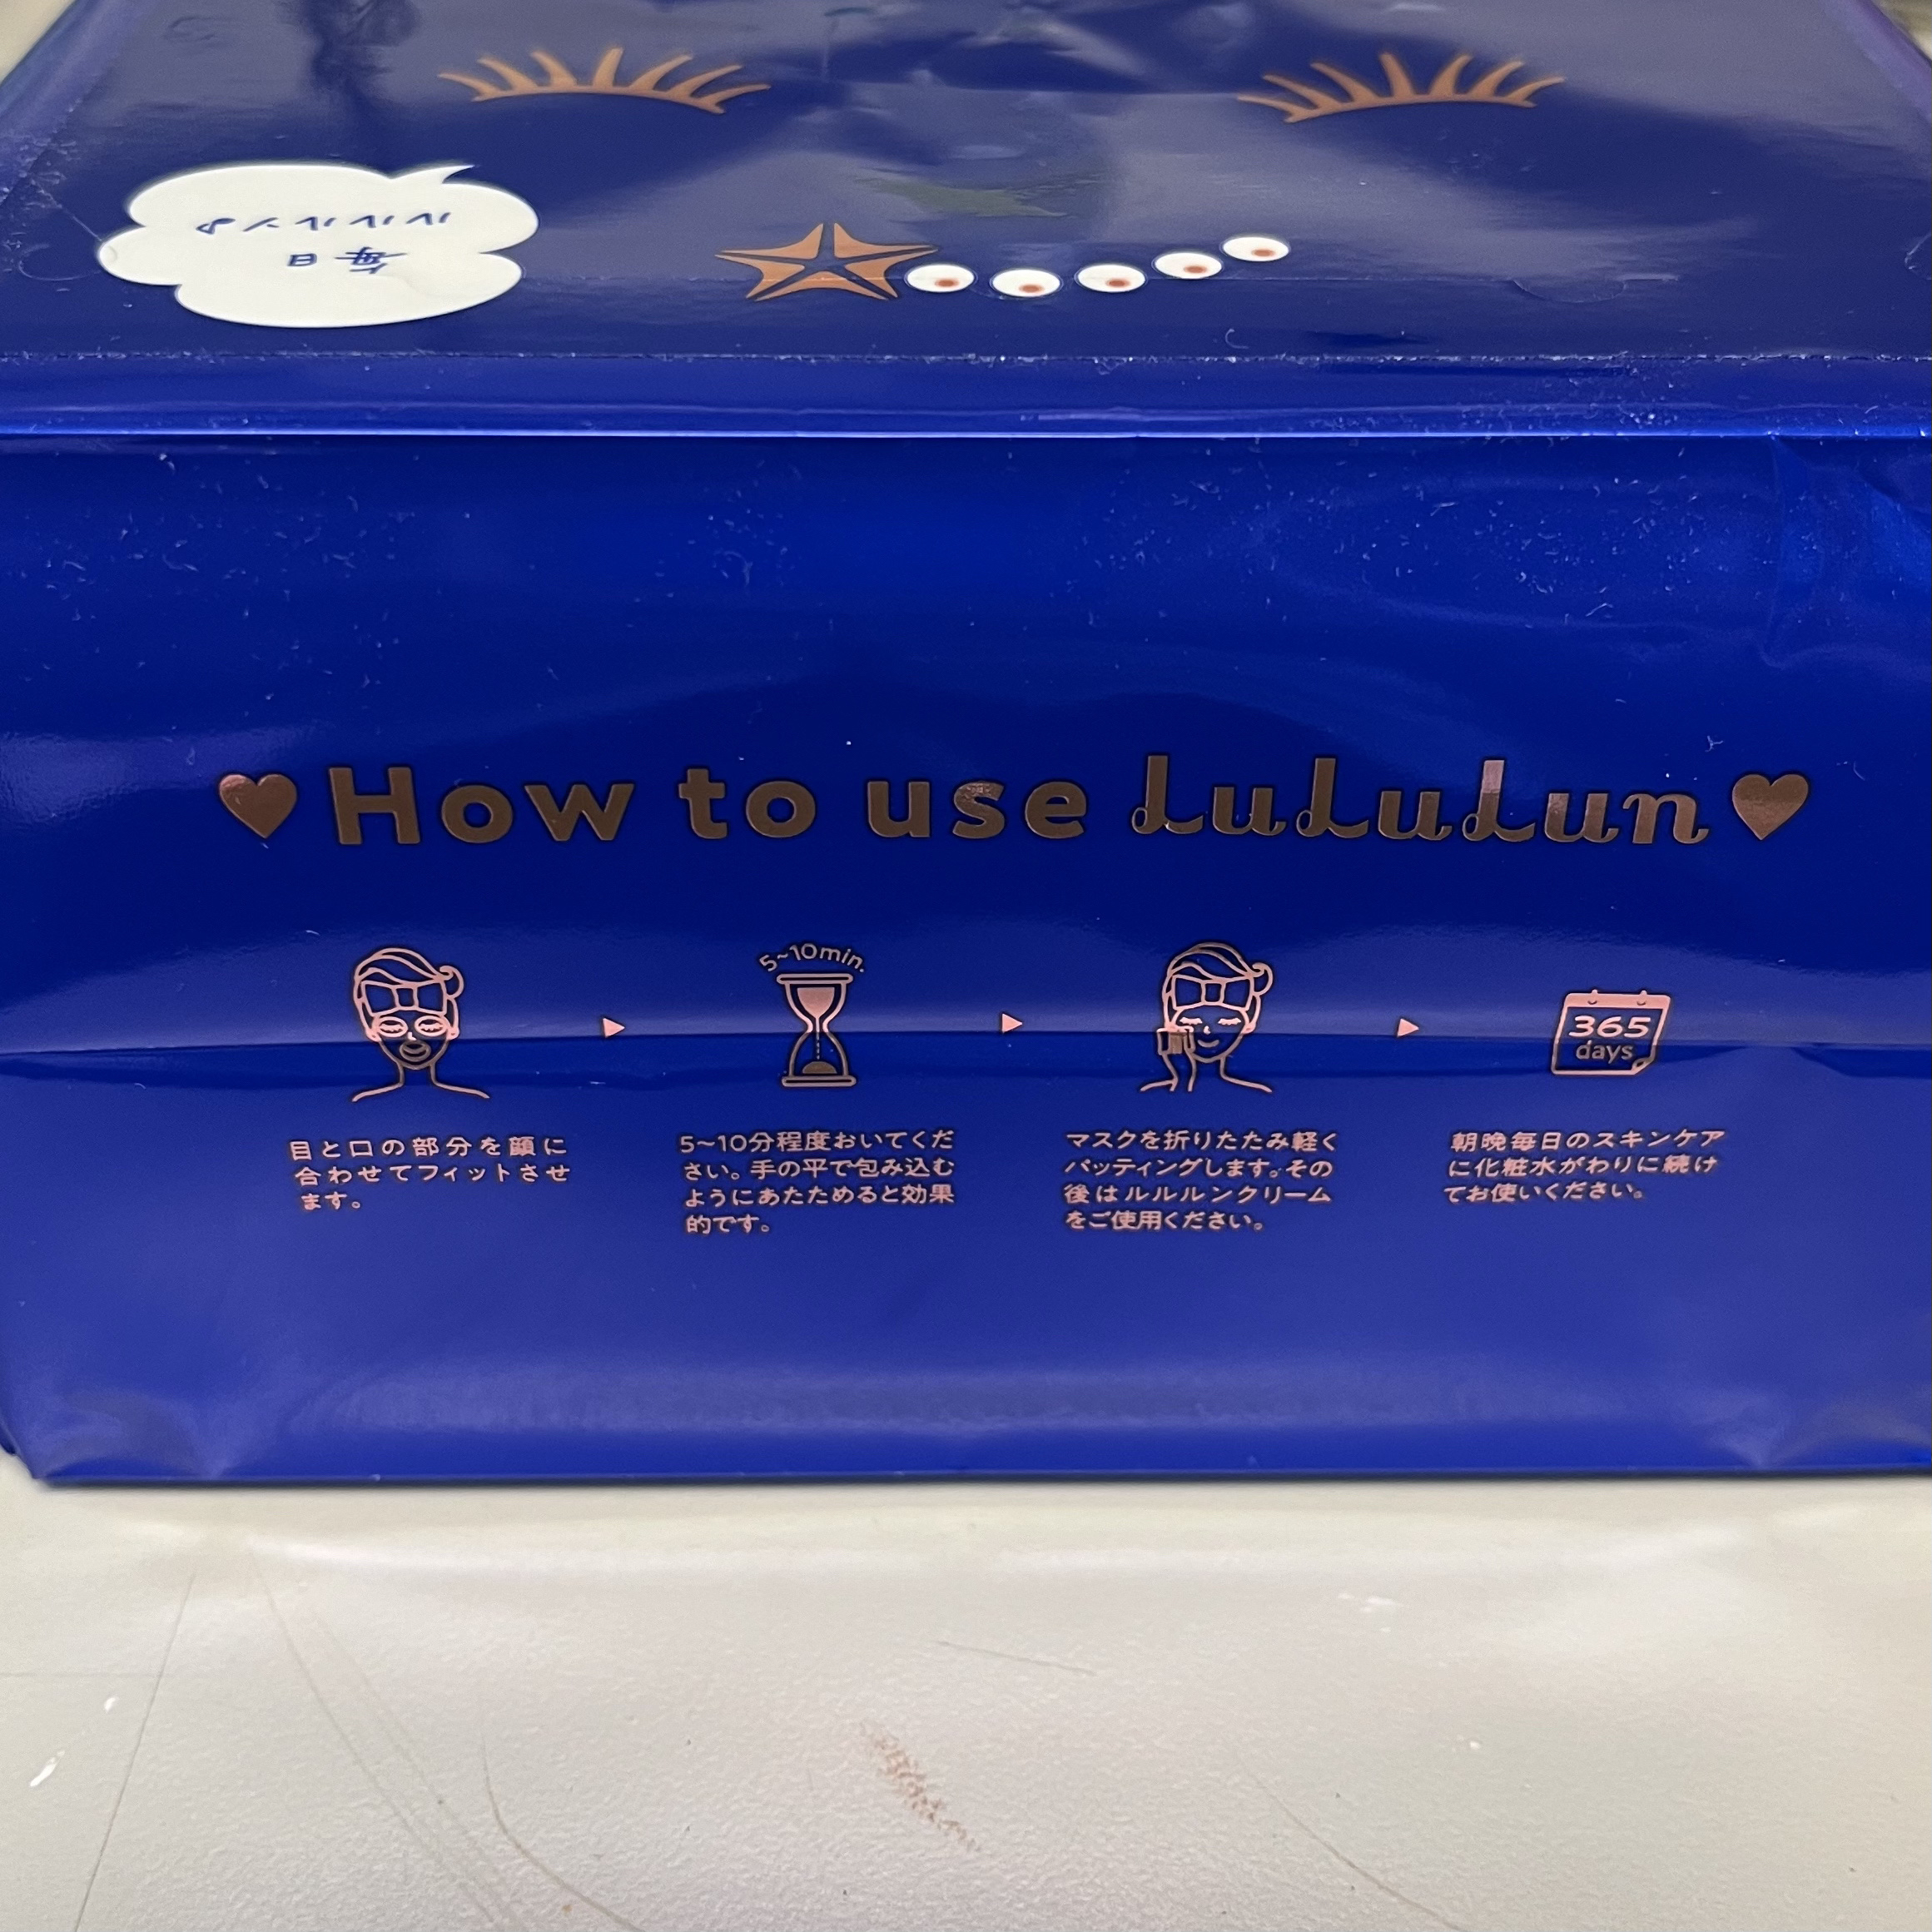 毎日
ルルルン♪
♥How to use LuLuLun♥
5~10min.
365
days
目と口の部分を顔に
合わせてフィットさせ
ます。
5~10分程度おいてくだ
さい。手の平で包み込む
ようにあたためると効果
的です。
マスクを折りたたみ軽く
パッティングします。その
後はルルルンクリーム
をご使用ください。
朝晩毎日のスキンケア
に化粧水がわりに続け
てお使いください。